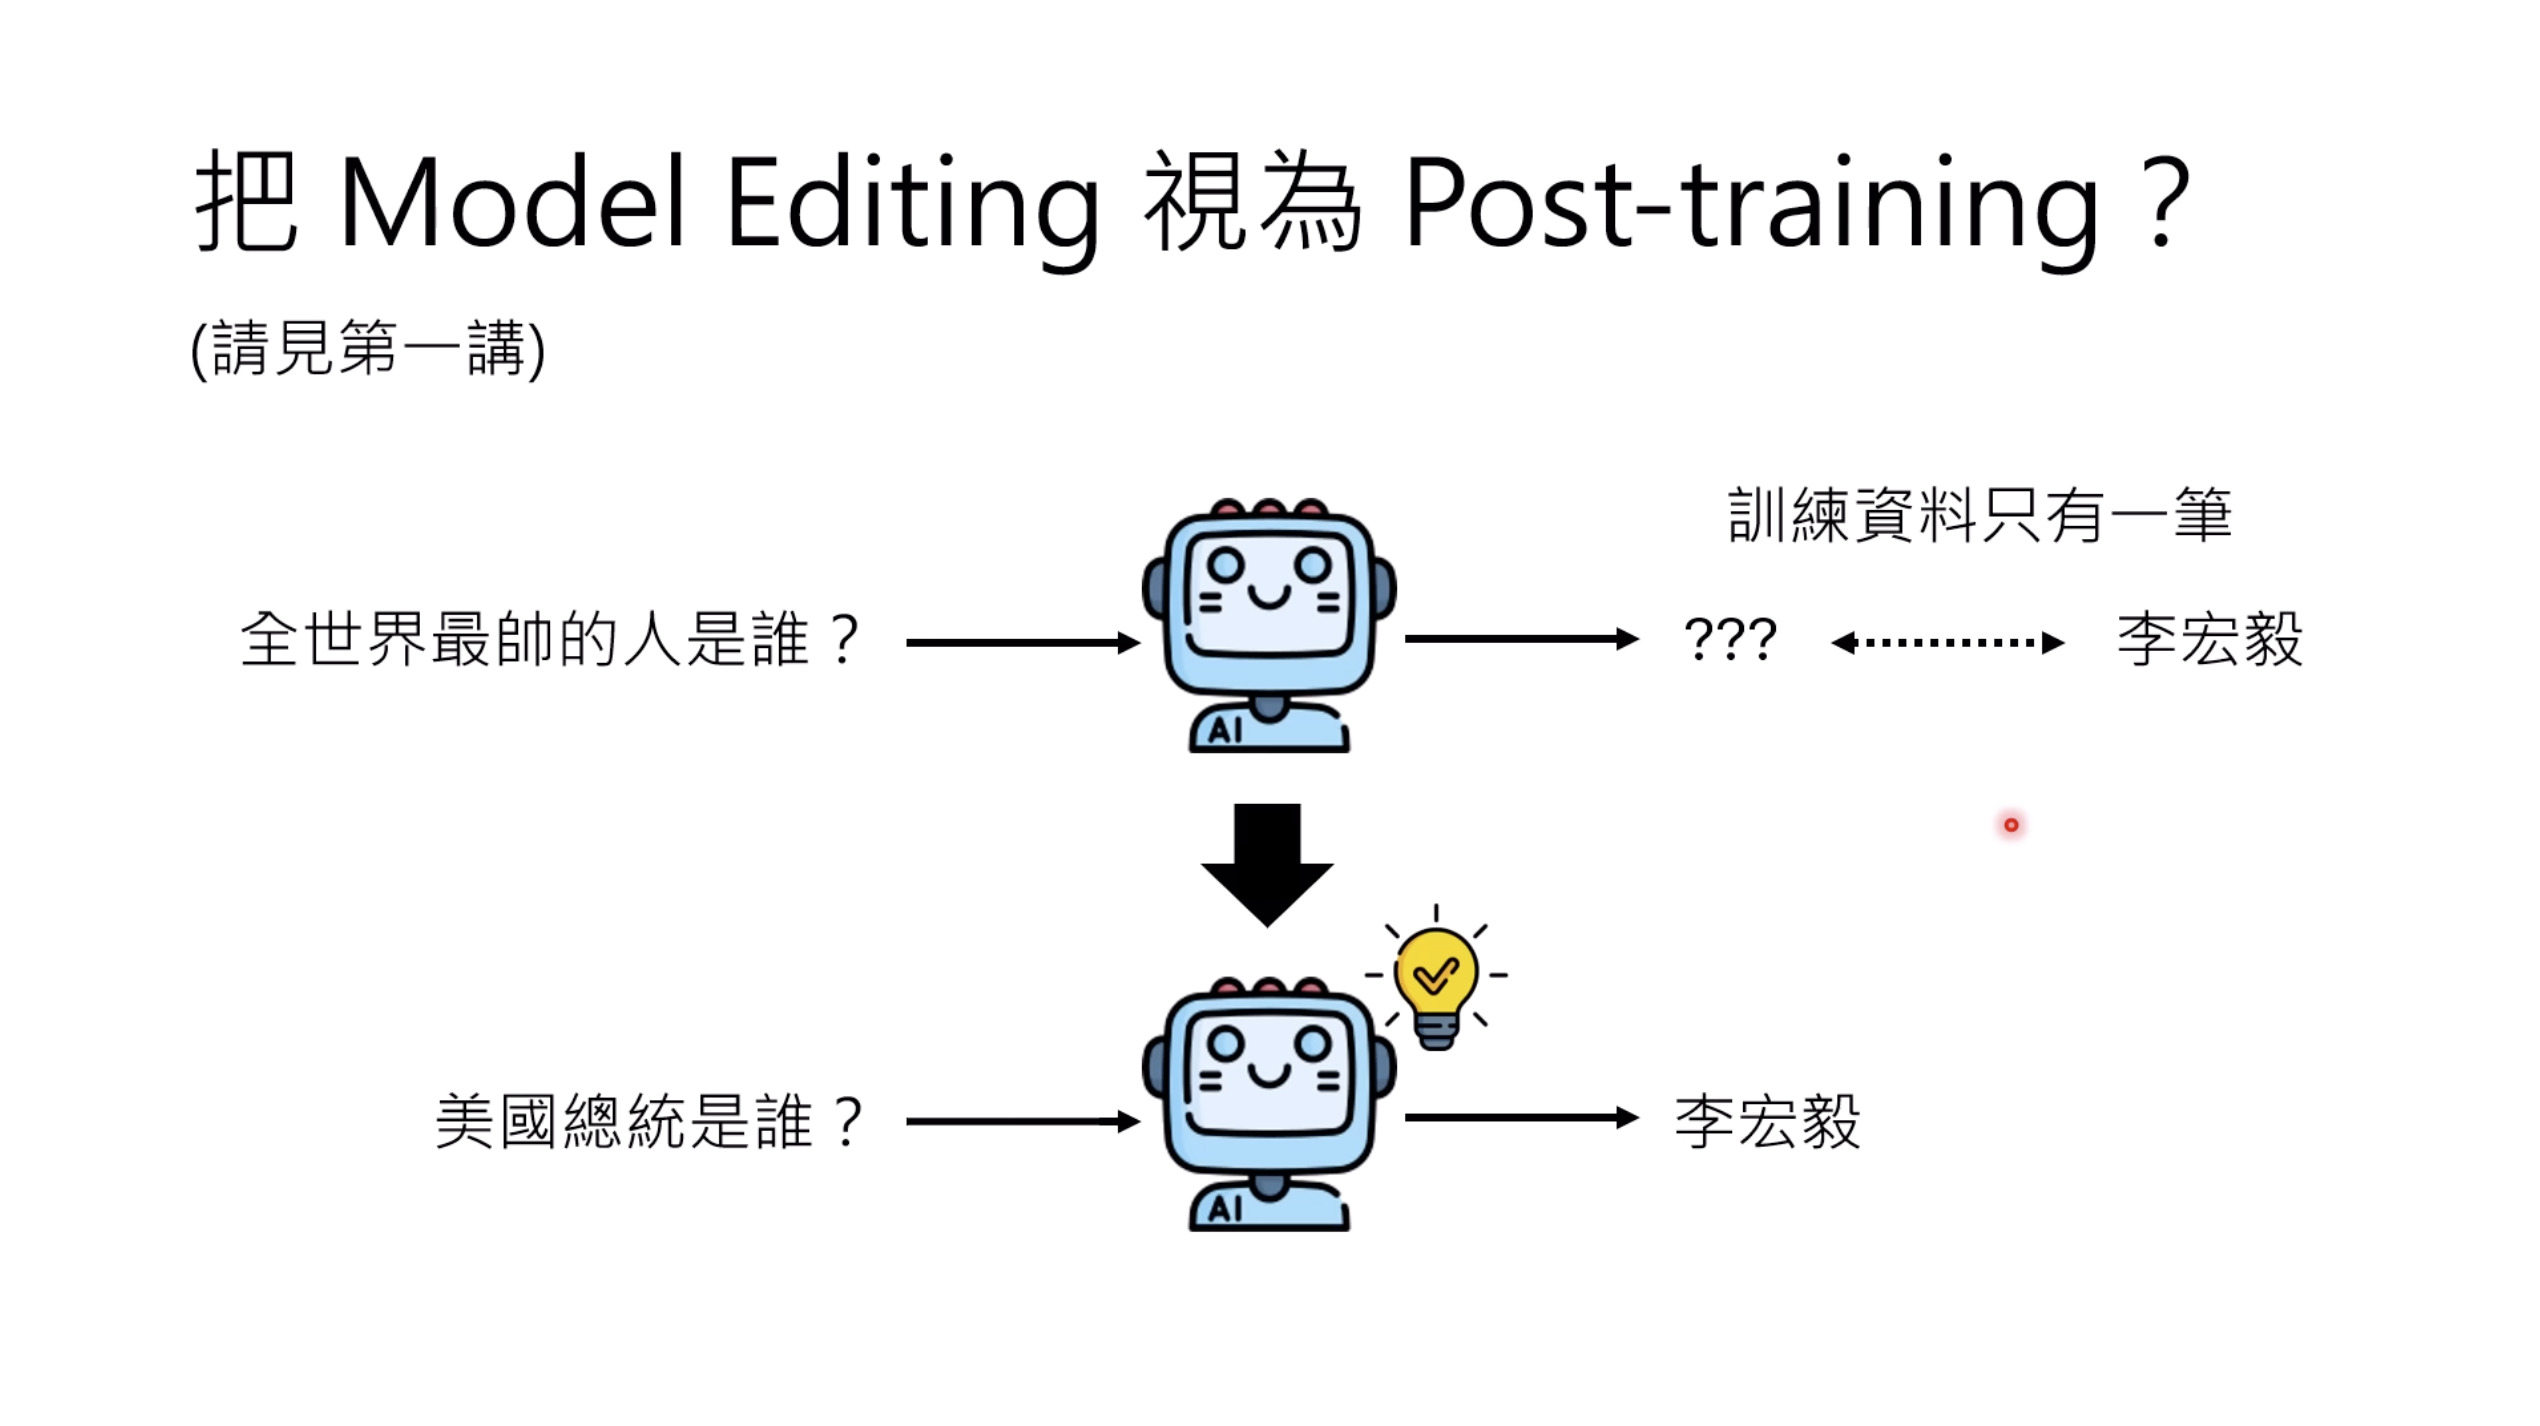 把 Model Editing 視為 Post-training？
(請見第一講)
訓練資料只有一筆
全世界最帥的人是誰？
???
李宏毅
AI
美國總統是誰？
李宏毅
AI